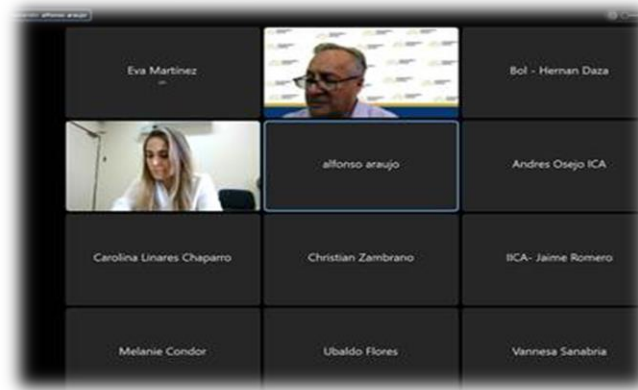 alfonso araujo
Eva Martinez
Bol - Hernan Daza
alfonso araujo
Andres Osejo ICA
Carolina Linares Chaparro
Christian Zambrano
IICA- Jaime Romero
Melanie Condor
Ubaldo Flores
Vannesa Sanabria